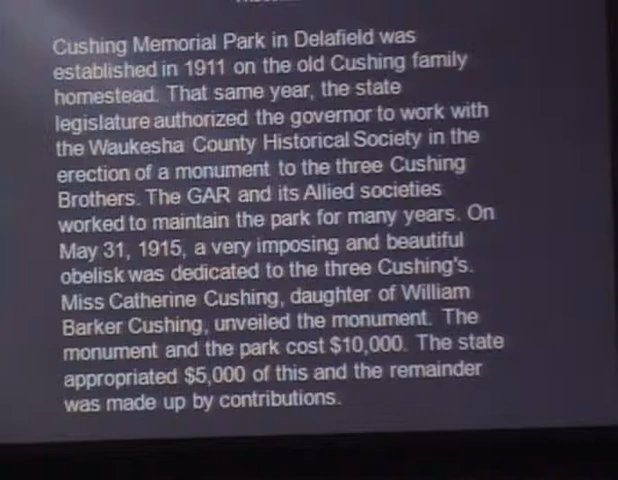 Cushing Memorial Park in Delafield was
established in 1911 on the old Cushing family
homestead. That same year, the state
legislature authorized the governor to work with
the Waukesha County Historical Society in the
erection of a monument to the three Cushing
Brothers. The GAR and its Allied societies
worked to maintain the park for many years. On
May 31, 1915, a very imposing and beautiful
obelisk was dedicated to the three Cushing's.
Miss Catherine Cushing, daughter of William
Barker Cushing, unveiled the monument. The
monument and the park cost $10,000. The state
appropriated $5,000 of this and the remainder
was made up by contributions.